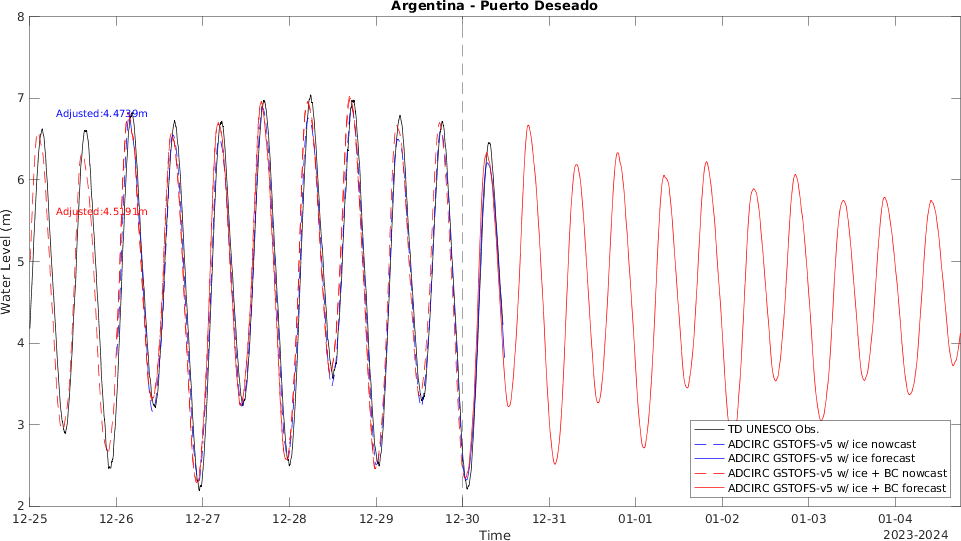 Argentina - Puerto Deseado
8
7
6
5
4
3
2
Water Level (m)
Adjusted:4.4739m
Adjusted:4.5191m
TD UNESCO Obs.
ADCIRC GSTOFS-v5 w/ ice nowcast
ADCIRC GSTOFS-v5 w/ ice forecast
ADCIRC GSTOFS-v5 w/ ice + BC nowcast
ADCIRC GSTOFS-v5 w/ ice + BC forecast
12-25 12-26 12-27 12-28 12-29 12-30 12-31 01-01 01-02 01-03 01-04
Time
2023-2024